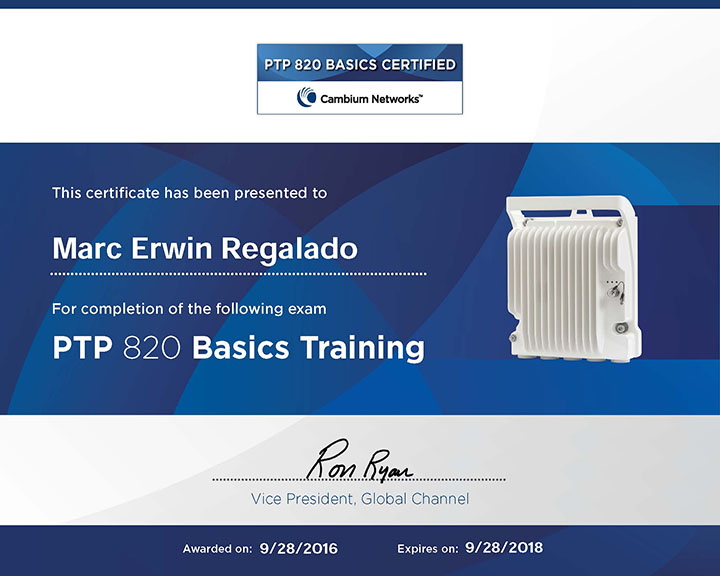 PTP 820 BASICS CERTIFIED
Cambium Networks™
This certificate has been presented to
Marc Erwin Regalado
For completion of the following exam
PTP 820 Basics Training
Ron Ryan
Vice President, Global Channel
Awarded on: 9/28/2016 Expires on: 9/28/2018